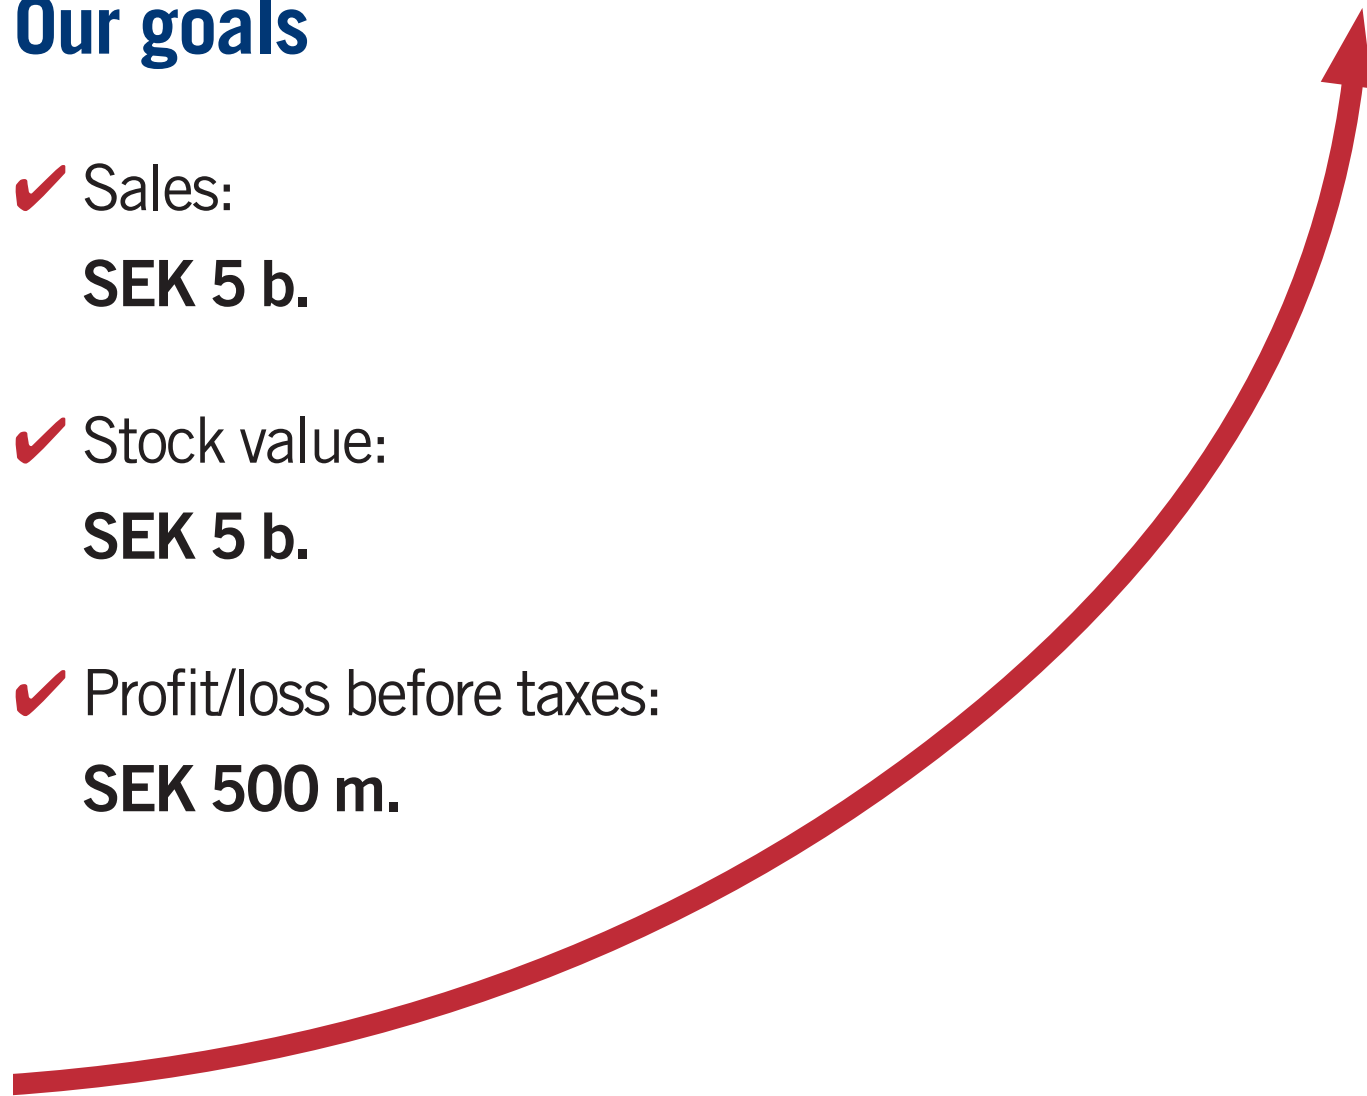 Our goals
✔ Sales:
SEK 5 b.
✔ Stock value:
SEK 5 b.
✔ Profit/loss before taxes:
SEK 500 m.